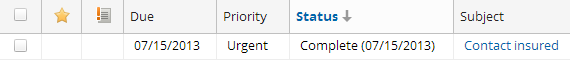 Due Priority Status Subject
07/15/2013 Urgent Complete (07/15/2013) Contact insured